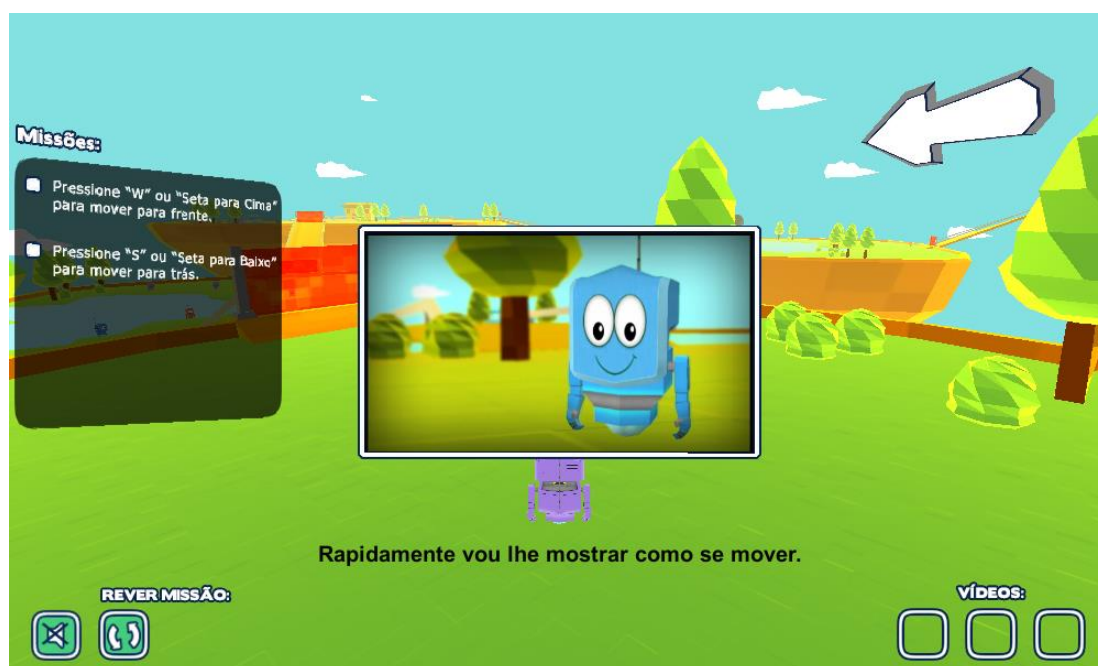 Missões:
Pressione "W" ou "Seta para Cima"
para mover para frente.
Pressione "S" ou "Seta para Baixo"
para mover para trás.
Rapidamente vou lhe mostrar como se mover.
REVER MISSÃO:
VÍDEOS: